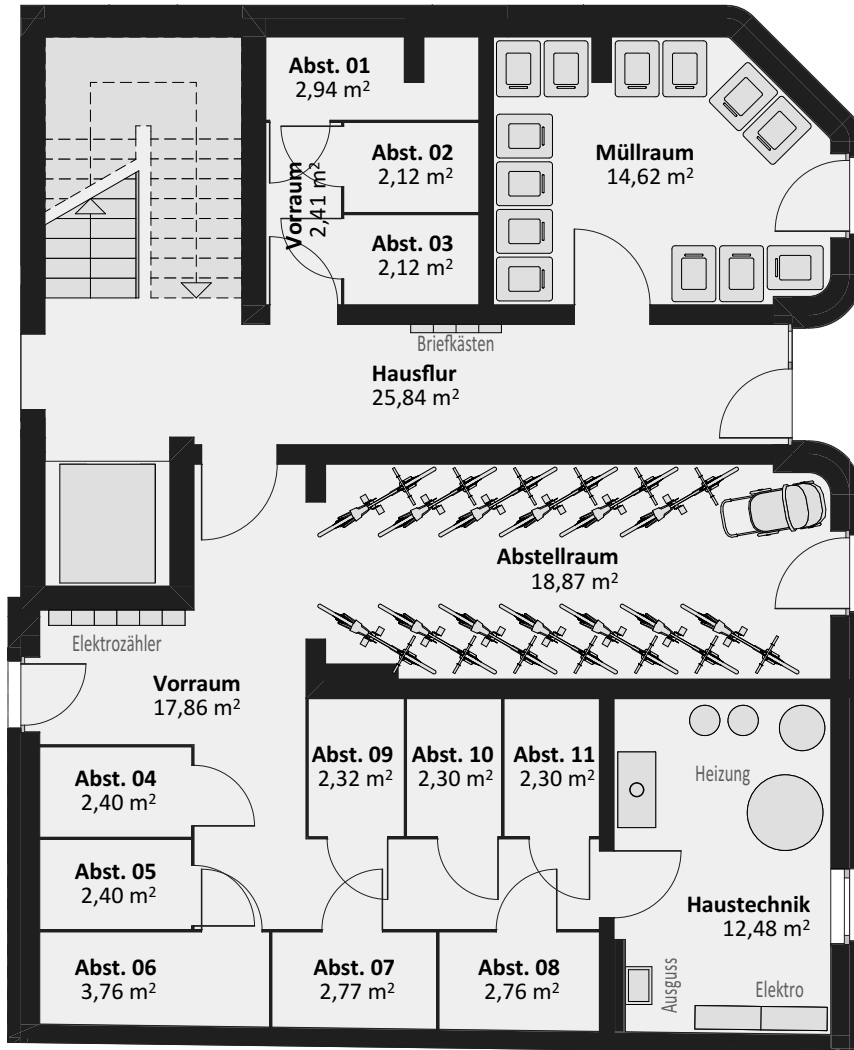 Abst. 01
2,94 m²
Abst. 02
2,12 m²
Vorraum
2,41 m²
Abst. 03
2,12 m²
Müllraum
14,62 m²
Briefkästen
Hausflur
25,84 m²
Abstellraum
18,87 m²
Elektrozähler
Vorraum
17,86 m²
Abst. 04
2,40 m²
Abst. 05
2,40 m²
Abst. 06
3,76 m²
Abst. 09
2,32 m²
Abst. 10
2,30 m²
Abst. 11
2,30 m²
Abst. 07
2,77 m²
Abst. 08
2,76 m²
Heizung
Haustechnik
12,48 m²
Ausguss
Elektro